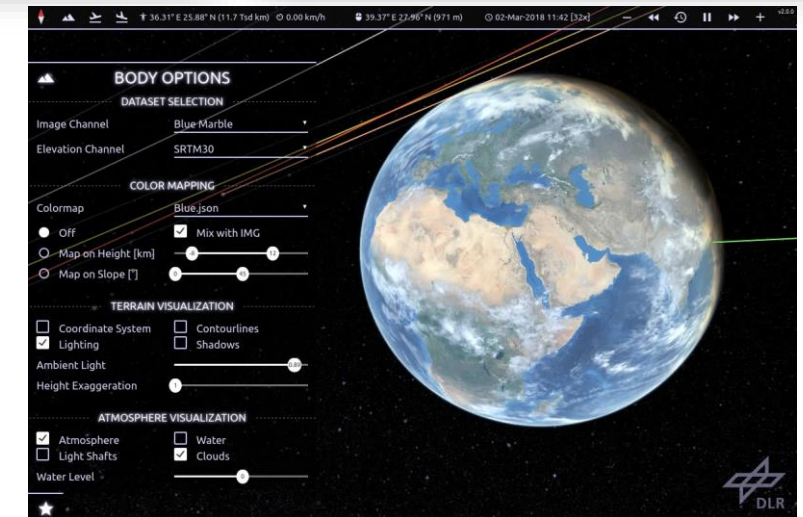 36.31° E 25.88° N (11.7 Tsd km) 0.00 km/h 39.37° E 27.96° N (971 m) 02-Mar-2018 11:42 [32x] v2.0.0
BODY OPTIONS
DATASET SELECTION
Image Channel Blue Marble
Elevation Channel SRTM30
COLOR MAPPING
Colormap Blue.json
Off Mix with IMG
Map on Height [km] -8 12
Map on Slope [°] 0 45
TERRAIN VISUALIZATION
Coordinate System Contourlines
Lighting Shadows
Ambient Light 0.89
Height Exaggeration 1
ATMOSPHERE VISUALIZATION
Atmosphere Water
Light Shafts Clouds
Water Level 0
DLR